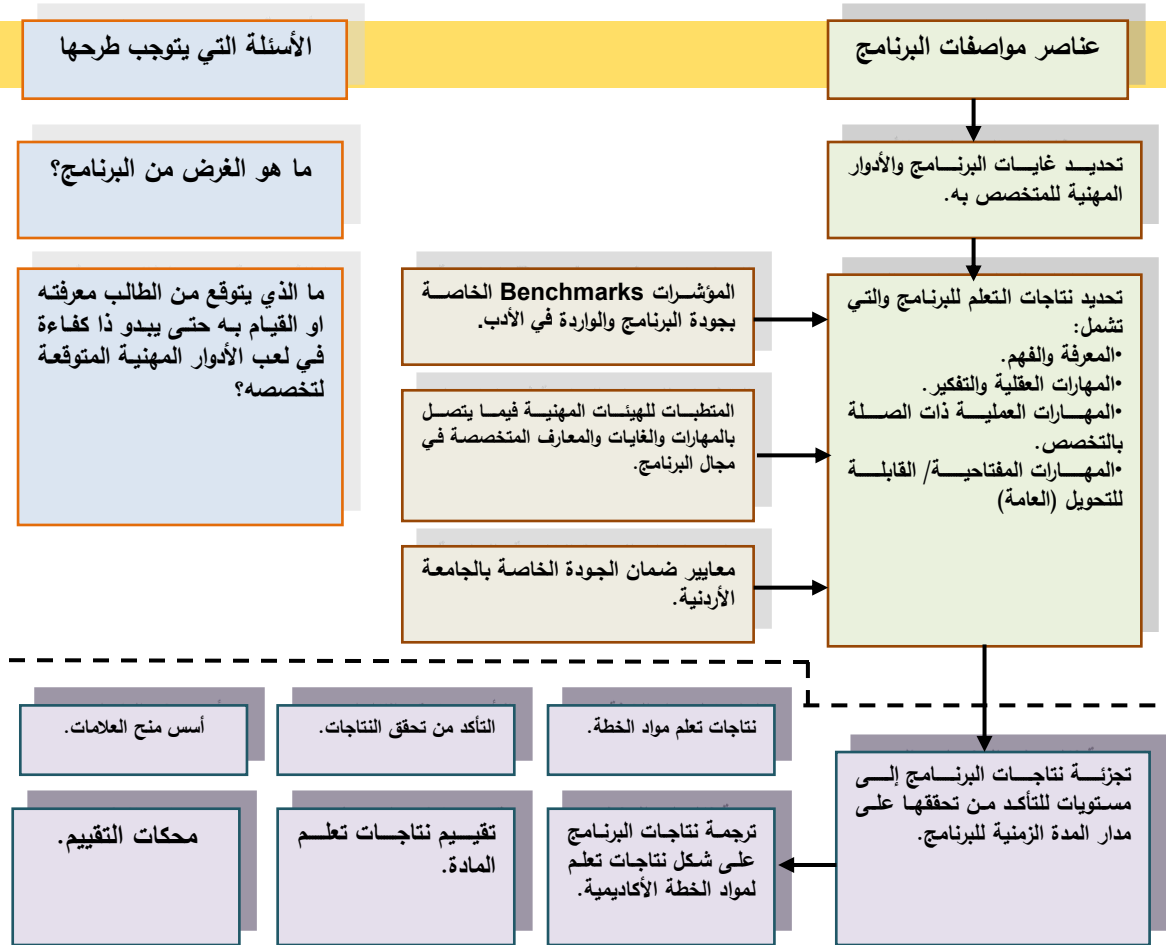 عناصر مواصفات البرنامج
الأسئلة التي يتوجب طرحها
تحديد غايات البرنامج والأدوار
المهنية للمتخصص به.
ما هو الغرض من البرنامج؟
تحديد نتاجات التعلم للبرنامج والتي
تشمل:
•المعرفة والفهم.
•المهارات العقلية والتفكير.
•المهارات العملية ذات الصلة
بالتخصص.
•المهارات المفتاحية/ القابلة
للتحويل (العامة)
المؤشرات Benchmarks الخاصة
بجودة البرنامج والواردة في الأدب.
المتطبات للهيئات المهنية فيما يتصل
بالمهارات والغايات والمعارف المتخصصة في
مجال البرنامج.
معايير ضمان الجودة الخاصة بالجامعة
الأردنية.
ما الذي يتوقع من الطالب معرفته
او القيام به حتى يبدو ذا كفاءة
في لعب الأدوار المهنية المتوقعة
لتخصصه؟
نتاجات تعلم مواد الخطة.
التأكد من تحقق النتاجات.
أسس منح العلامات.
تجزئة نتاجات البرنامج إلى
مستويات للتأكد من تحققها على
مدار المدة الزمنية للبرنامج.
ترجمة نتاجات البرنامج
على شكل نتاجات تعلم
لمواد الخطة الأكاديمية.
تقييم نتاجات تعلم
المادة.
محكات التقييم.